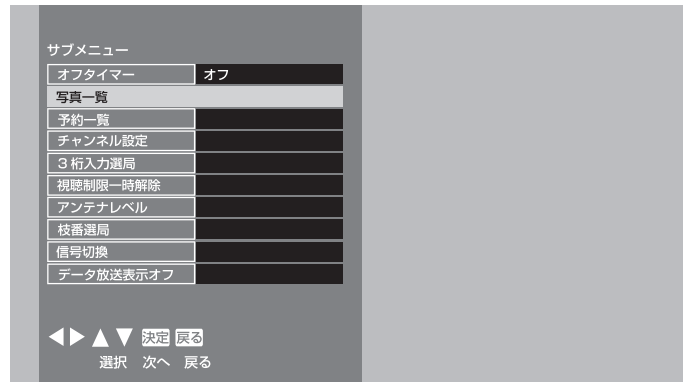 サブメニュー
オフタイマー オフ
写真一覧
予約一覧
チャンネル設定
3桁入力選局
視聴制限一時解除
アンテナレベル
枝番選局
信号切換
データ放送表示オフ
◀▶▲▼ 決定 戻る
選択 次へ 戻る